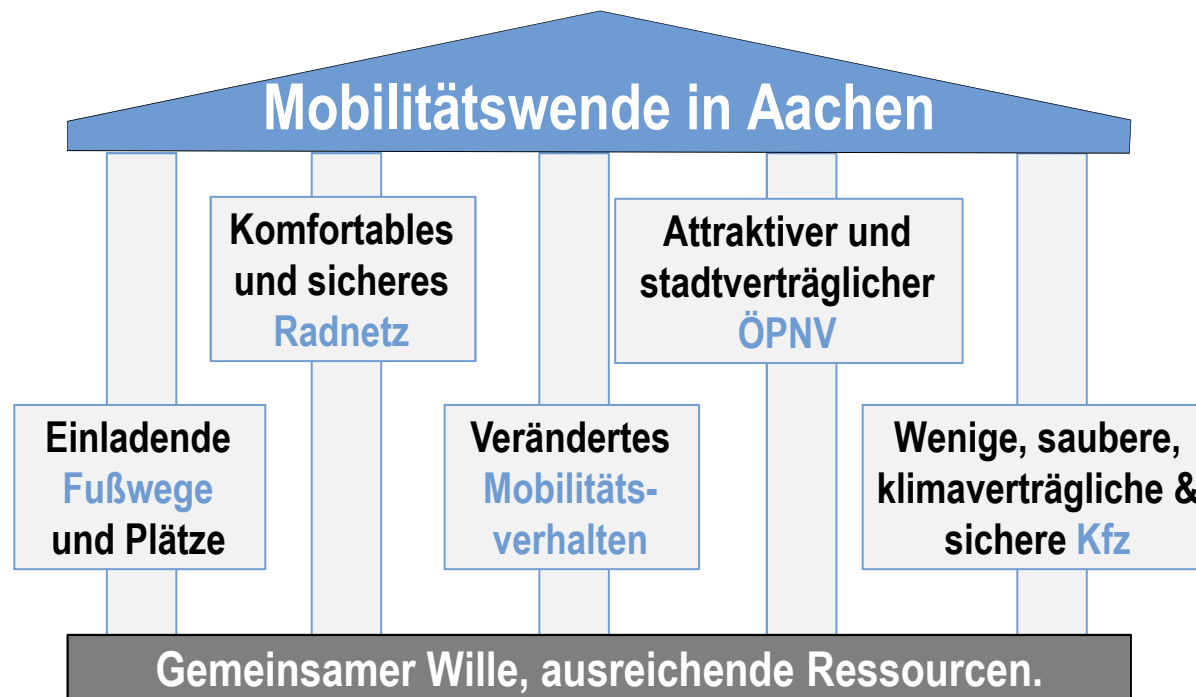 Mobilitätswende in Aachen
Komfortables
und sicheres
Radnetz
Attraktiver und
stadtverträglicher
ÖPNV
Einladende
Fußwege
und Plätze
Verändertes
Mobilitäts-
verhalten
Wenige, saubere,
klimaverträgliche &
sichere Kfz
Gemeinsamer Wille, ausreichende Ressourcen.